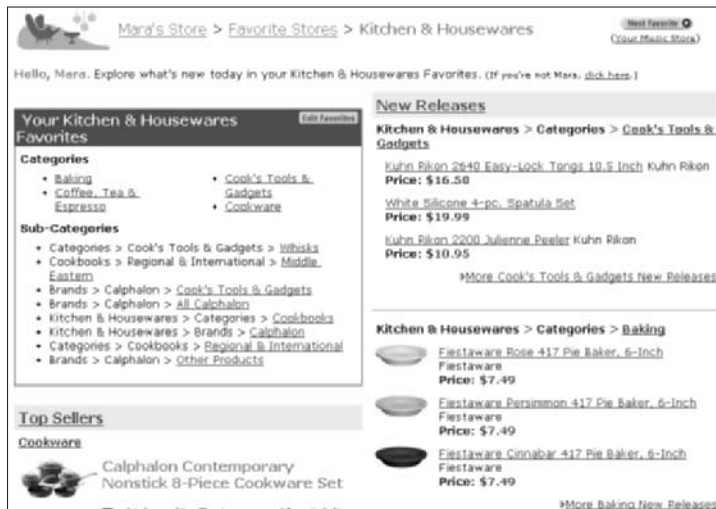 Mara's Store > Favorite Stores > Kitchen & Housewares
Next Favorite
(Your Music Store)
Hello, Mara. Explore what's new today in your Kitchen & Housewares Favorites. (If you're not Mara, click here.)
Your Kitchen & Housewares
Favorites
Edit Favorites
Categories
• Baking
• Coffee, Tea &
Espresso
• Cook's Tools &
Gadgets
• Cookware
Sub-Categories
• Categories > Cook's Tools & Gadgets > Whisks
• Cookbooks > Regional & International > Middle
Eastern
• Brands > Calphalon > Cook's Tools & Gadgets
• Brands > Calphalon > All Calphalon
• Kitchen & Housewares > Categories > Cookbooks
• Kitchen & Housewares > Brands > Calphalon
• Categories > Cookbooks > Regional & International
• Brands > Calphalon > Other Products
Top Sellers
Cookware
Calphalon Contemporary
Nonstick 8-Piece Cookware Set
New Releases
Kitchen & Housewares > Categories > Cook's Tools &
Gadgets
Kuhn Rikon 2640 Easy-Lock Tongs 10.5 Inch Kuhn Rikon
Price: $16.50
White Silicone 4-pc. Spatula Set
Price: $19.99
Kuhn Rikon 2200 Julienne Peeler Kuhn Rikon
Price: $10.95
More Cook's Tools & Gadgets New Releases
Kitchen & Housewares > Categories > Baking
Fiestaware Rose 417 Pie Baker, 6-Inch
Fiestaware
Price: $7.49
Fiestaware Persimmon 417 Pie Baker, 6-Inch
Fiestaware
Price: $7.49
Fiestaware Cinnabar 417 Pie Baker, 6-Inch
Fiestaware
Price: $7.49
More Baking New Releases